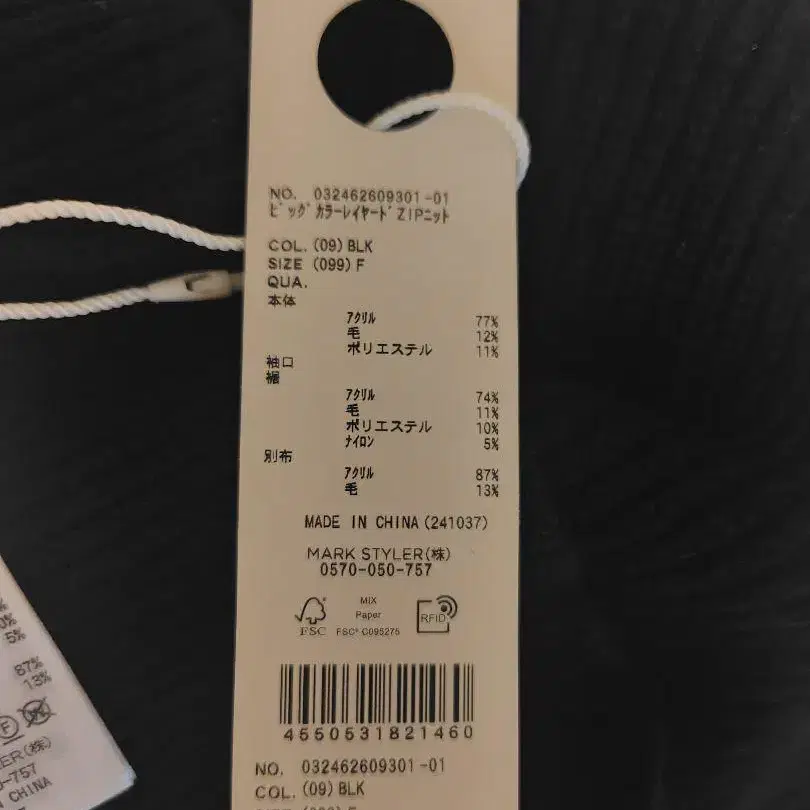 NO. 032462609301-01
ビッグカラーレイヤードZIPニット
COL. (09) BLK
SIZE (099) F
QUA.
本体
アクリル 77%
毛 12%
ポリエステル 11%
袖口
裾
アクリル 74%
毛 11%
ポリエステル 10%
ナイロン 5%
別布
アクリル 87%
毛 13%
MADE IN CHINA (241037)
MARK STYLER(株)
0570-050-757
FSC
MIX
Paper
FSC® C095275
RFID
4550531821460
NO. 032462609301-01
COL. (09) BLK
5%
87%
13%
F
ER(株)
0-757
CHINA